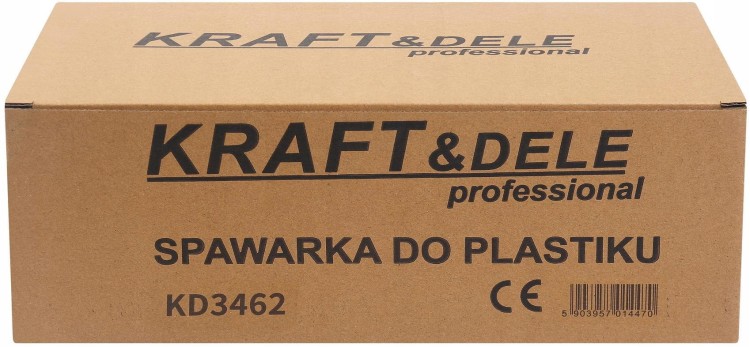 KRAFT&DELE
professional
KRAFT&DELE
professional
SPAWARKA DO PLASTIKU
KD3462
CE
5 903957 014470